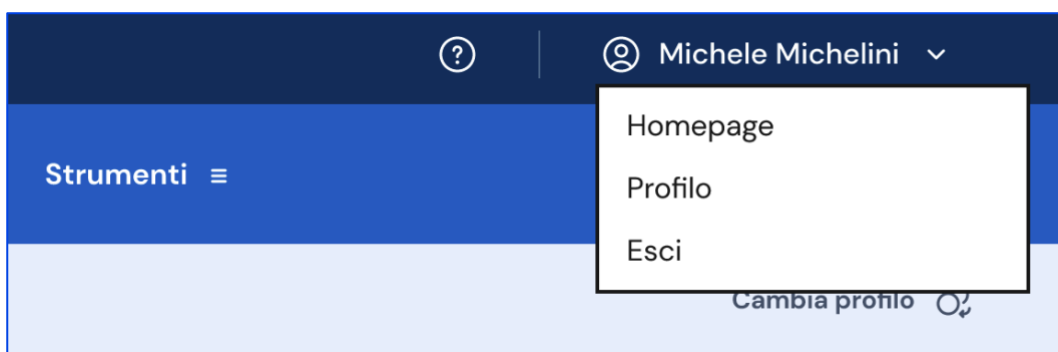 Michele Michelini
Homepage
Strumenti
Profilo
Esci
Cambia profilo